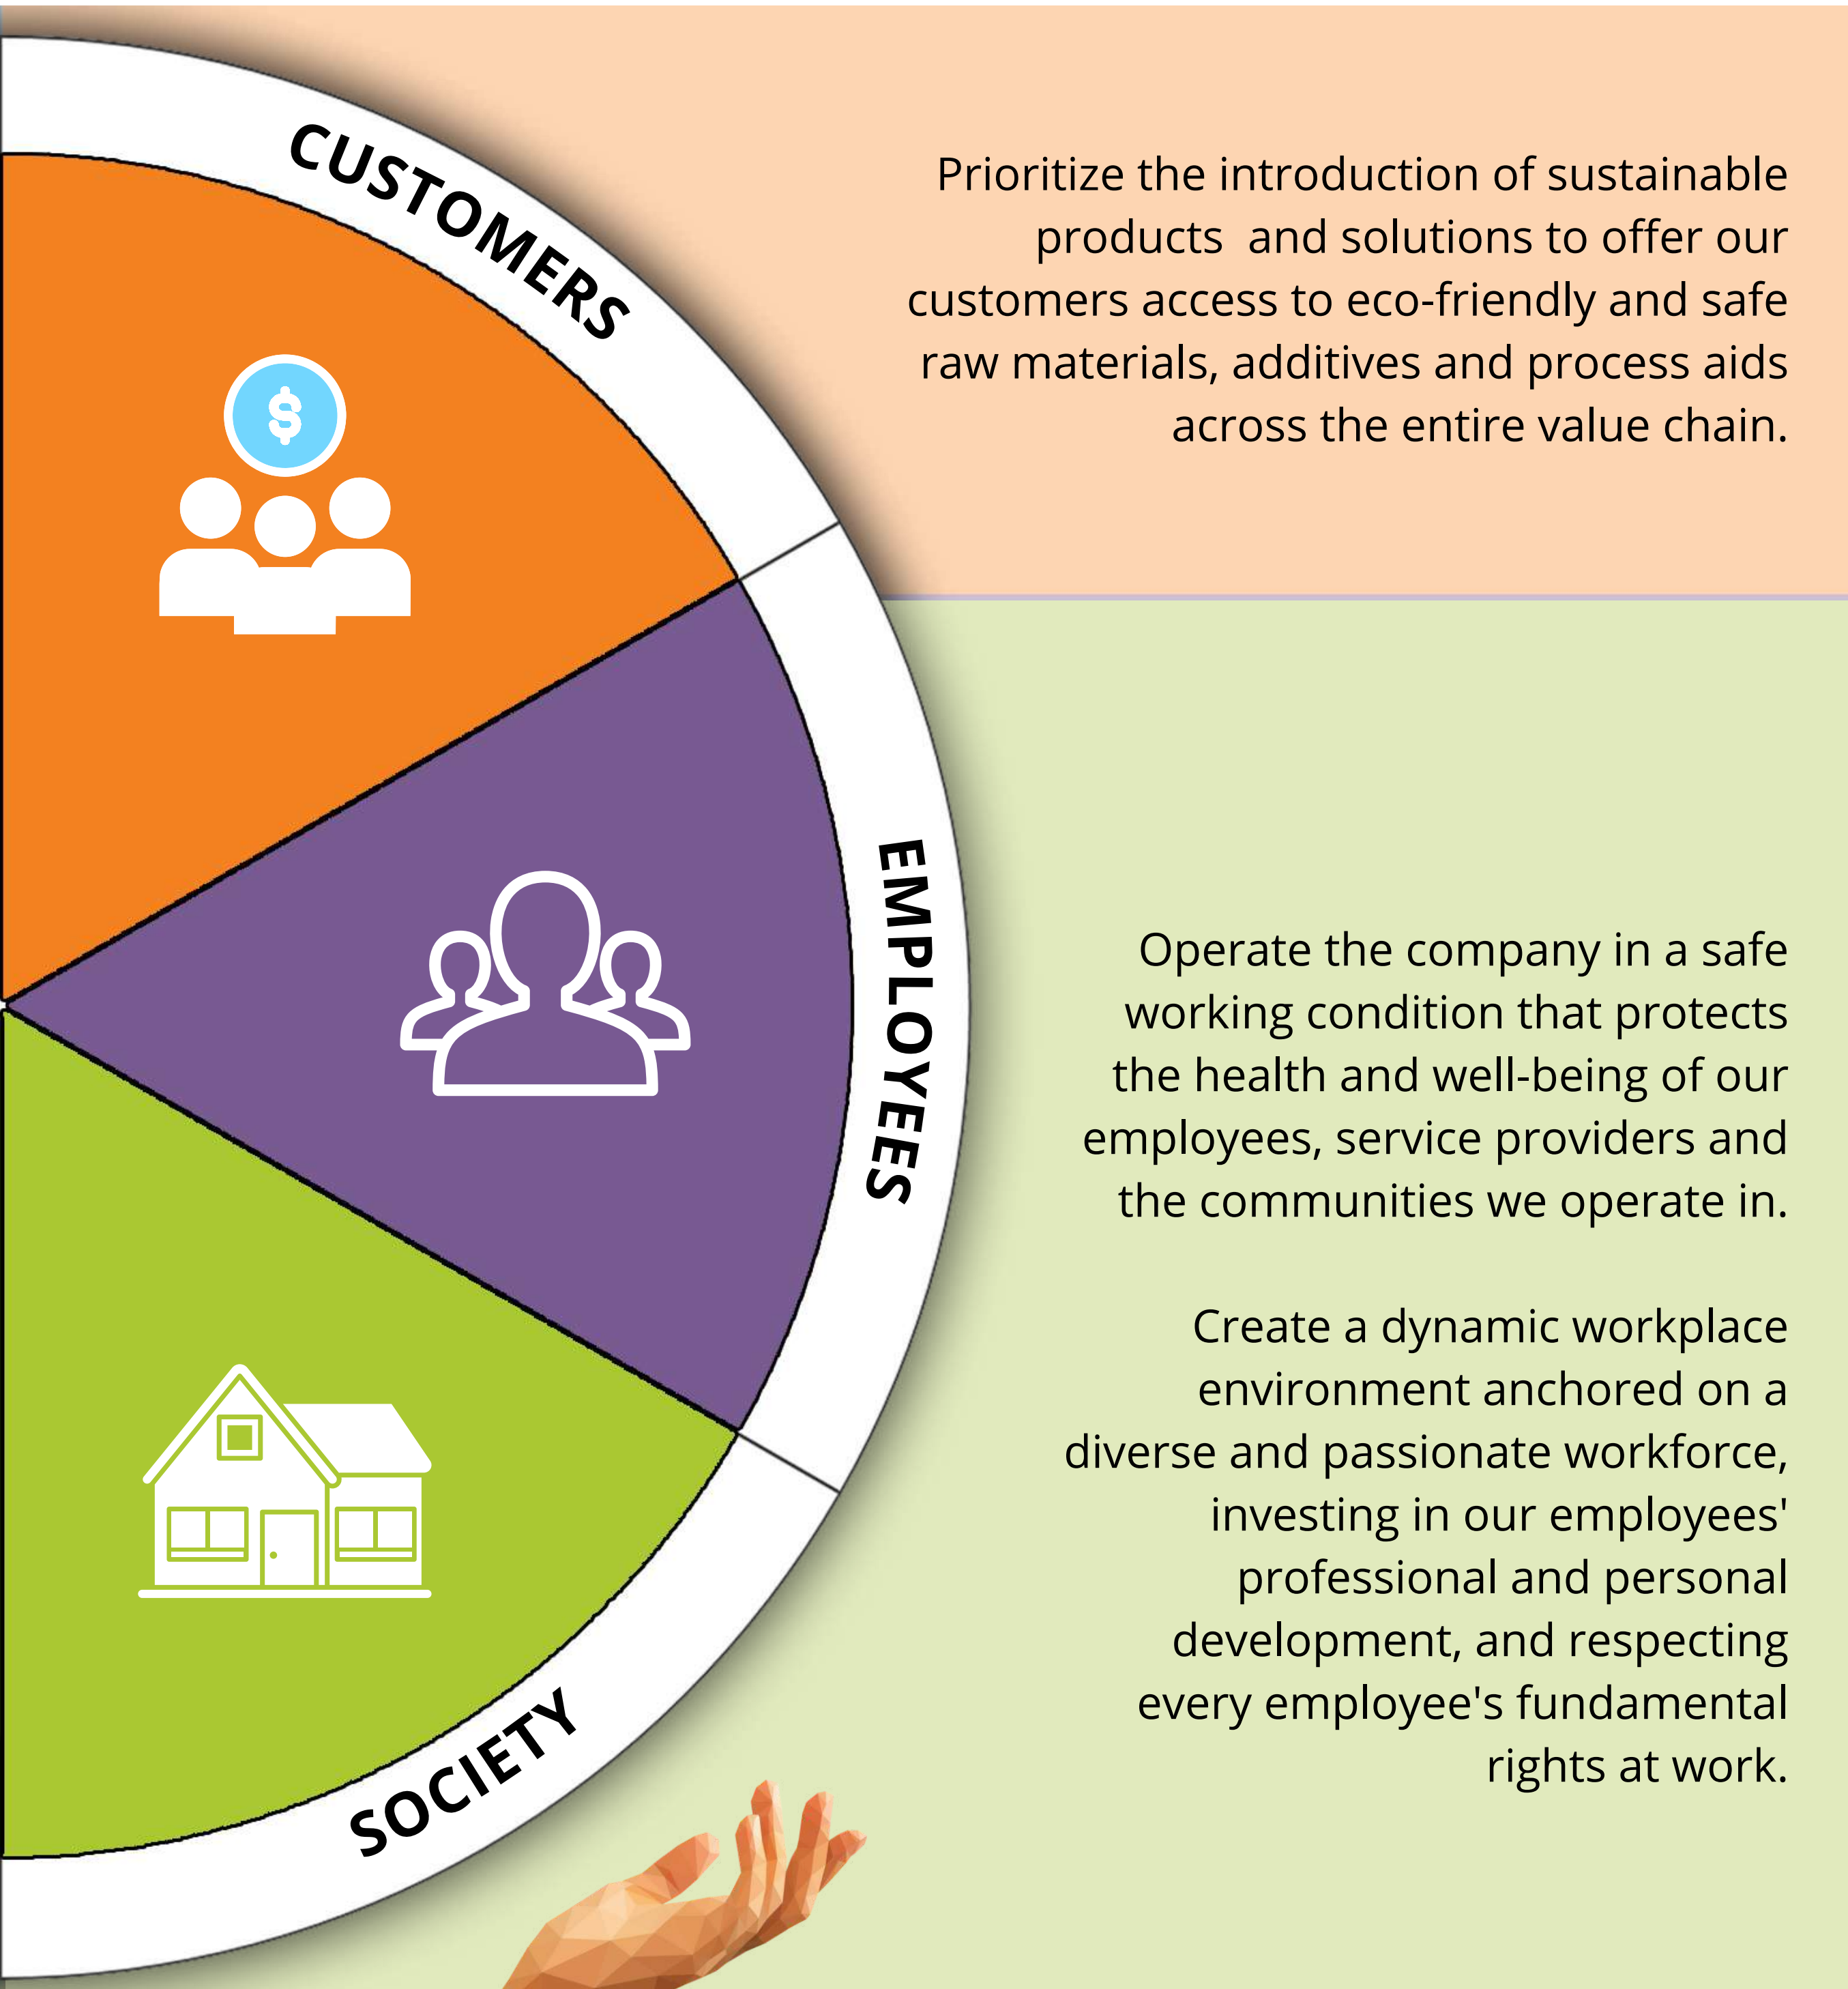 CUSTOMERS
Prioritize the introduction of sustainable
products and solutions to offer our
customers access to eco-friendly and safe
raw materials, additives and process aids
across the entire value chain.
$
EMPLOYEES
Operate the company in a safe
working condition that protects
the health and well-being of our
employees, service providers and
the communities we operate in.
Create a dynamic workplace
environment anchored on a
diverse and passionate workforce,
investing in our employees'
professional and personal
development, and respecting
every employee's fundamental
rights at work.
SOCIETY